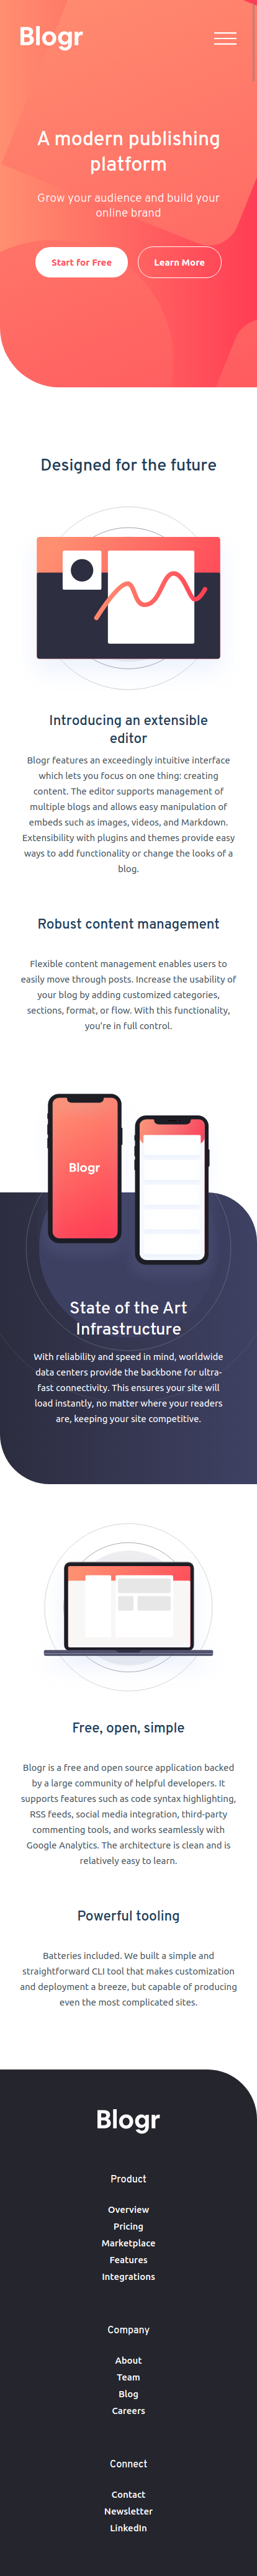 Blogr
A modern publishing
platform
Grow your audience and build your
online brand
Start for Free
Learn More
Designed for the future
Introducing an extensible
editor
Blogr features an exceedingly intuitive interface
which lets you focus on one thing: creating
content. The editor supports management of
multiple blogs and allows easy manipulation of
embeds such as images, videos, and Markdown.
Extensibility with plugins and themes provide easy
ways to add functionality or change the looks of a
blog.
Robust content management
Flexible content management enables users to
easily move through posts. Increase the usability of
your blog by adding customized categories,
sections, format, or flow. With this functionality,
you're in full control.
Blogr
State of the Art
Infrastructure
With reliability and speed in mind, worldwide
data centers provide the backbone for ultra-
fast connectivity. This ensures your site will
load instantly, no matter where your readers
are, keeping your site competitive.
Free, open, simple
Blogr is a free and open source application backed
by a large community of helpful developers. It
supports features such as code syntax highlighting,
RSS feeds, social media integration, third-party
commenting tools, and works seamlessly with
Google Analytics. The architecture is clean and is
relatively easy to learn.
Powerful tooling
Batteries included. We built a simple and
straightforward CLI tool that makes customization
and deployment a breeze, but capable of producing
even the most complicated sites.
Blogr
Product
Overview
Pricing
Marketplace
Features
Integrations
Company
About
Team
Blog
Careers
Connect
Contact
Newsletter
LinkedIn